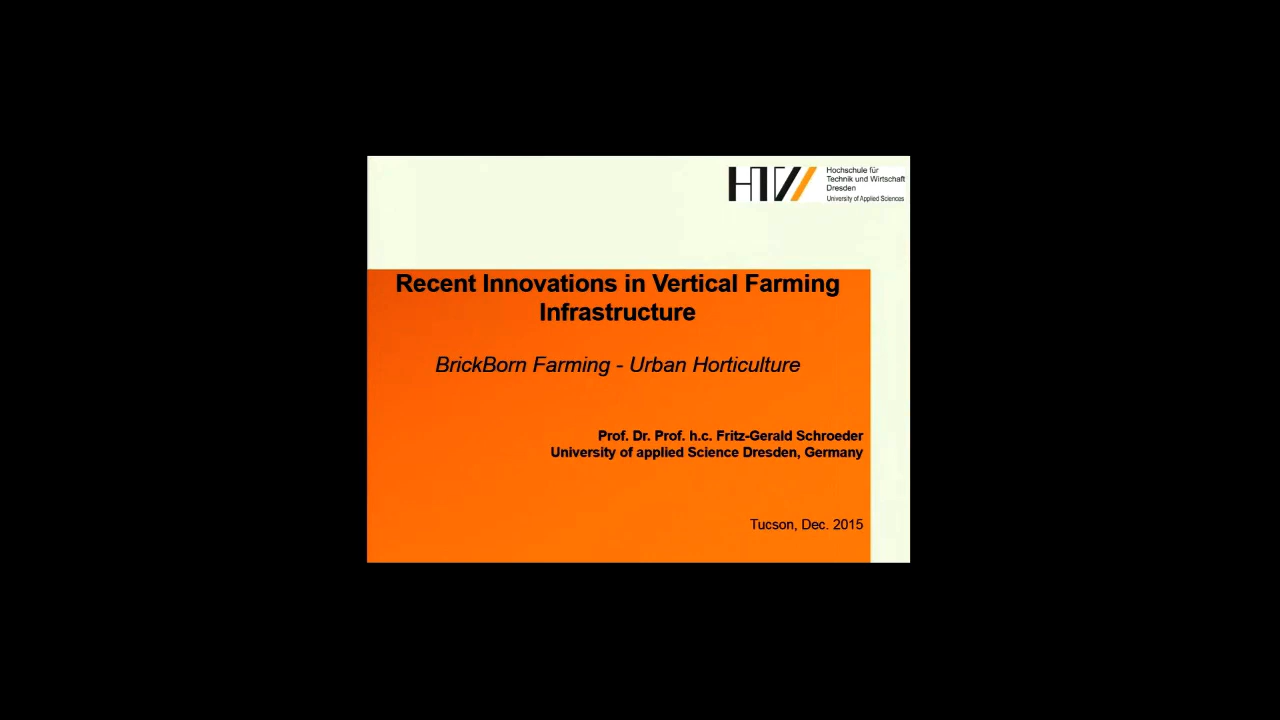 HTW
Hochschule für
Technik und Wirtschaft
Dresden
University of Applied Sciences
Recent Innovations in Vertical Farming
Infrastructure
BrickBorn Farming - Urban Horticulture
Prof. Dr. Prof. h.c. Fritz-Gerald Schroeder
University of applied Science Dresden, Germany
Tucson, Dec. 2015